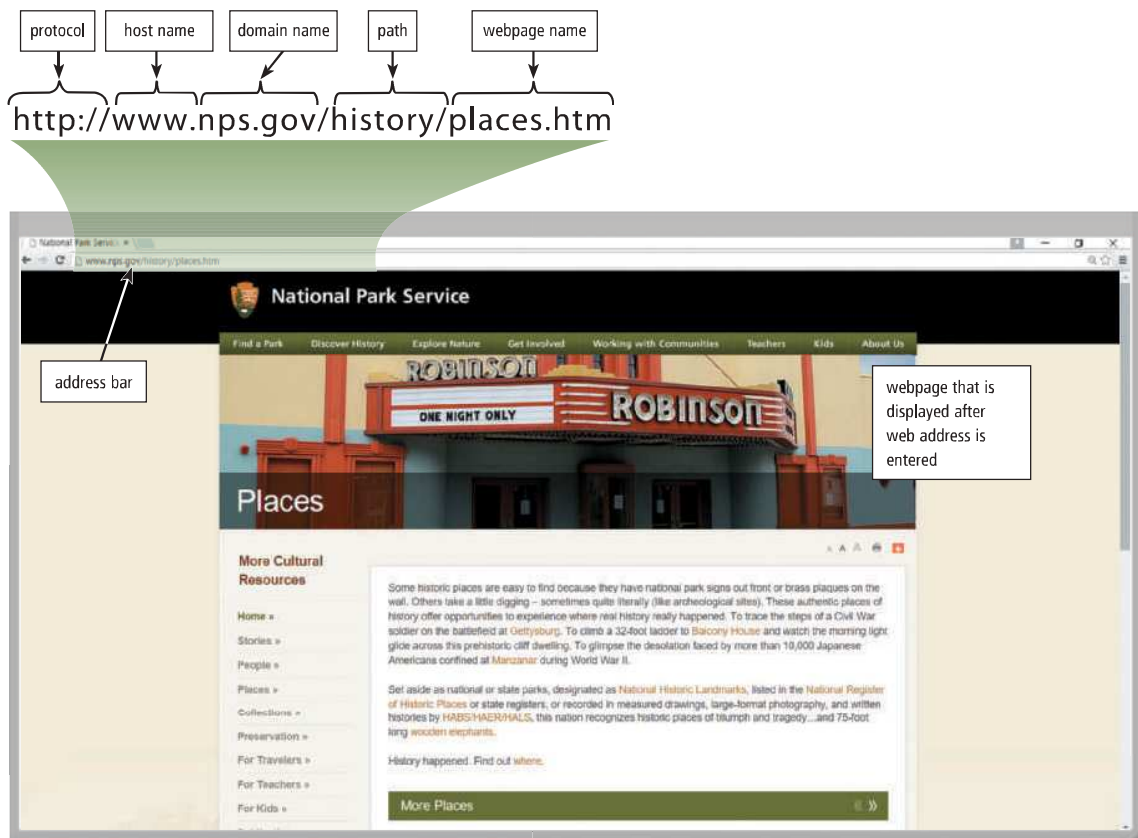 protocol
host name
domain name
path
webpage name
http://www.nps.gov/history/places.htm
National Park Service
www.nps.gov/history/places.htm
National Park Service
Find a Park Discover History Explore Nature Get Involved Working with Communities Teachers Kids About Us
address bar
ROBINSON
ONE NIGHT ONLY
ROBINSON
webpage that is
displayed after
web address is
entered
Places
A A A
More Cultural
Resources
Home »
Stories »
People »
Places »
Collections »
Preservation »
For Travelers »
For Teachers »
For Kids »
Some historic places are easy to find because they have national park signs out front or brass plaques on the
wall. Others take a little digging – sometimes quite literally (like archeological sites). These authentic places of
history offer opportunities to experience where real history really happened. To trace the steps of a Civil War
soldier on the battlefield at Gettysburg. To climb a 32-foot ladder to Balcony House and watch the morning light
glide across this prehistoric cliff dwelling. To glimpse the desolation faced by more than 10,000 Japanese
Americans confined at Manzanar during World War II.
Set aside as national or state parks, designated as National Historic Landmarks, listed in the National Register
of Historic Places or state registers, or recorded in measured drawings, large-format photography, and written
histories by HABS/HAER/HALS, this nation recognizes historic places of triumph and tragedy...and 75-foot
long wooden elephants.
History happened. Find out where.
More Places